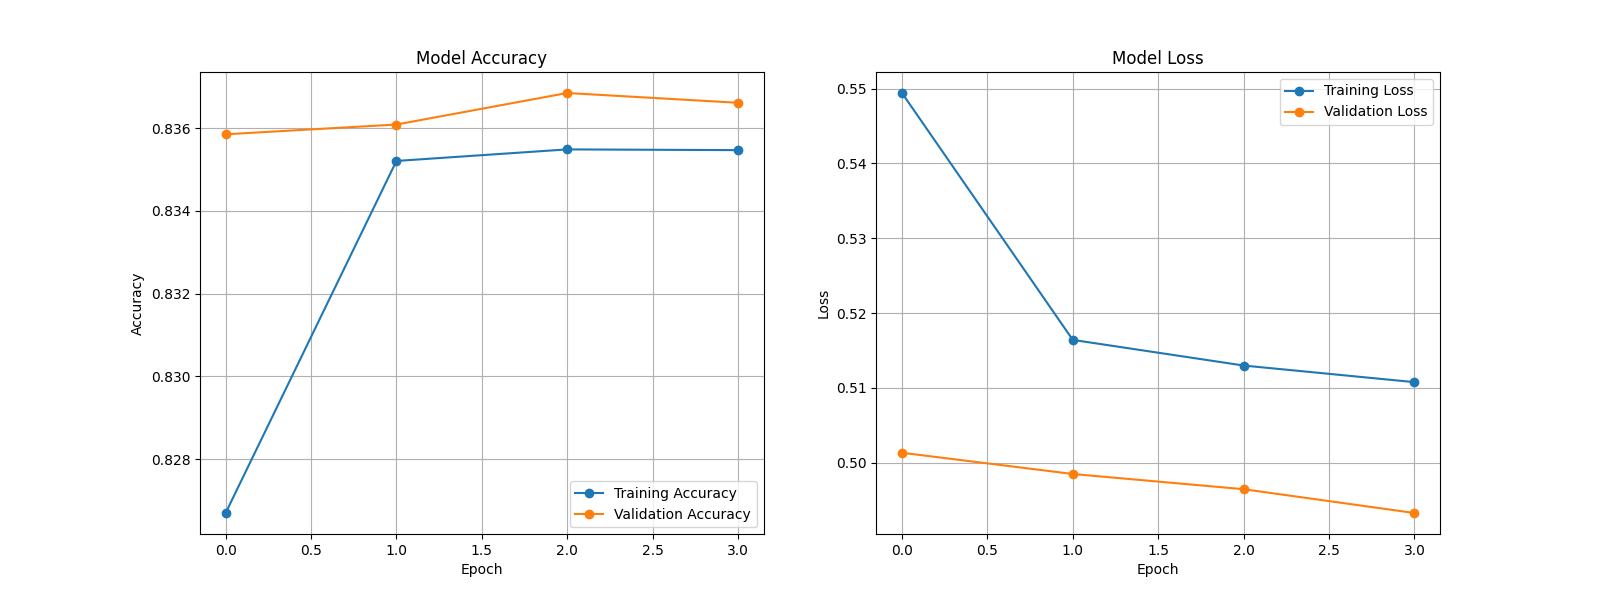 Model Accuracy
Accuracy
0.836
0.834
0.832
0.830
0.828
Training Accuracy
Validation Accuracy
0.0 0.5 1.0 1.5 2.0 2.5 3.0
Epoch
Model Loss
Loss
0.55
0.54
0.53
0.52
0.51
0.50
Training Loss
Validation Loss
0.0 0.5 1.0 1.5 2.0 2.5 3.0
Epoch